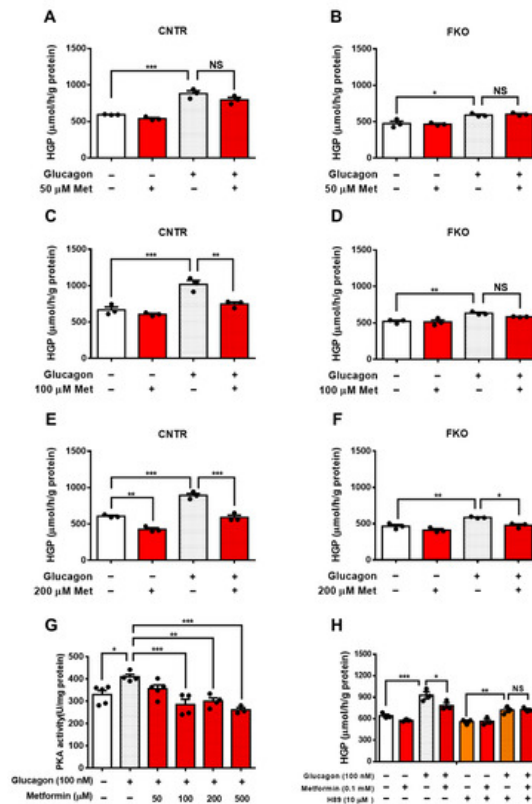 A
CNTR
*** NS
HGP (μmol/h/g protein)
1500
1000
500
0
Glucagon – – + +
50 μM Met – + – +
B
FKO
* NS
HGP (μmol/h/g protein)
1500
1000
500
0
Glucagon – – + +
50 μM Met – + – +
C
CNTR
*** **
HGP (μmol/h/g protein)
1500
1000
500
0
Glucagon – – + +
100 μM Met – + – +
D
FKO
** NS
HGP (μmol/h/g protein)
1500
1000
500
0
Glucagon – – + +
100 μM Met – + – +
E
CNTR
***
** ***
HGP (μmol/h/g protein)
1500
1000
500
0
Glucagon – – + +
200 μM Met – + – +
F
FKO
** *
HGP (μmol/h/g protein)
1500
1000
500
0
Glucagon – – + +
200 μM Met – + – +
G
***
**
* ***
PKA activity(U/mg protein)
500
400
300
200
100
0
Glucagon (100 nM) – + + + + +
Metformin (μM) – – 50 100 200 500
H
*** * ** NS
HGP (μmol/h/g protein)
1500
1200
900
600
300
0
Glucagon (100 nM) – – + + – – + +
Metformin (0.1 mM) – + – + – + – +
H89 (10 μM) – – – – + + + +